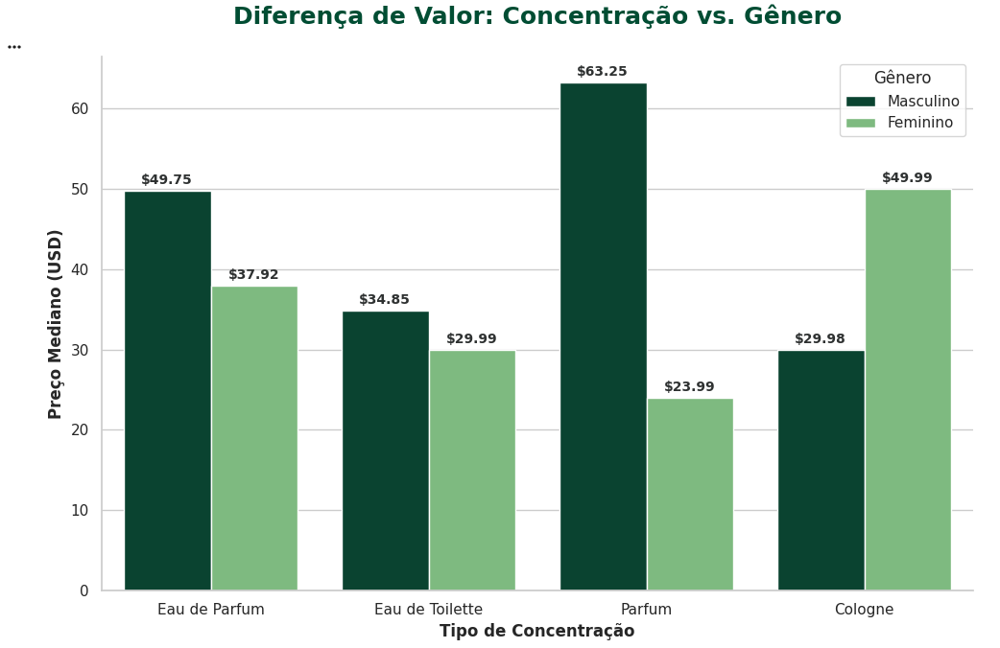 Diferença de Valor: Concentração vs. Gênero
...
Gênero
Masculino
Feminino
Preço Mediano (USD)
60
50
40
30
20
10
0
$49.75
$37.92
$34.85
$29.99
$63.25
$23.99
$29.98
$49.99
Eau de Parfum
Eau de Toilette
Parfum
Cologne
Tipo de Concentração